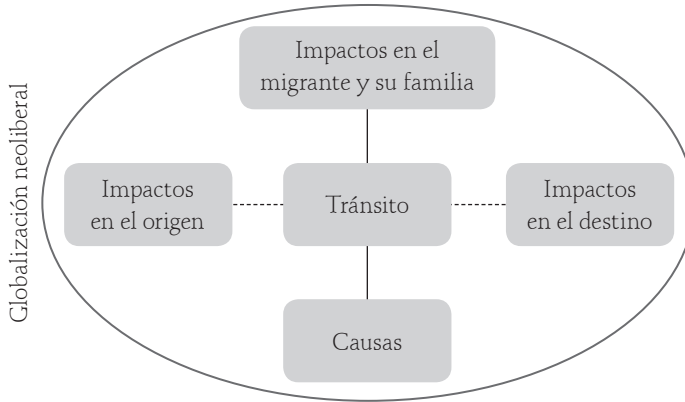 Globalización neoliberal
Impactos en el
migrante y su familia
Impactos
en el origen
Tránsito
Impactos
en el destino
Causas